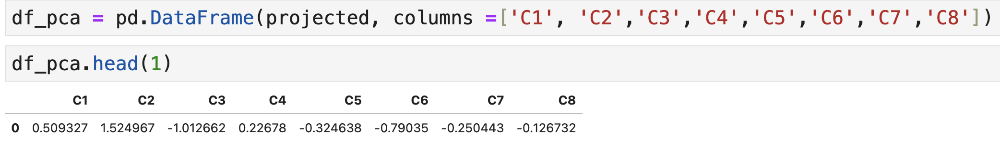 df_pca = pd.DataFrame(projected, columns =['C1', 'C2','C3','C4','C5','C6','C7','C8'])
df_pca.head(1)
C1 C2 C3 C4 C5 C6 C7 C8
0 0.509327 1.524967 -1.012662 0.22678 -0.324638 -0.79035 -0.250443 -0.126732